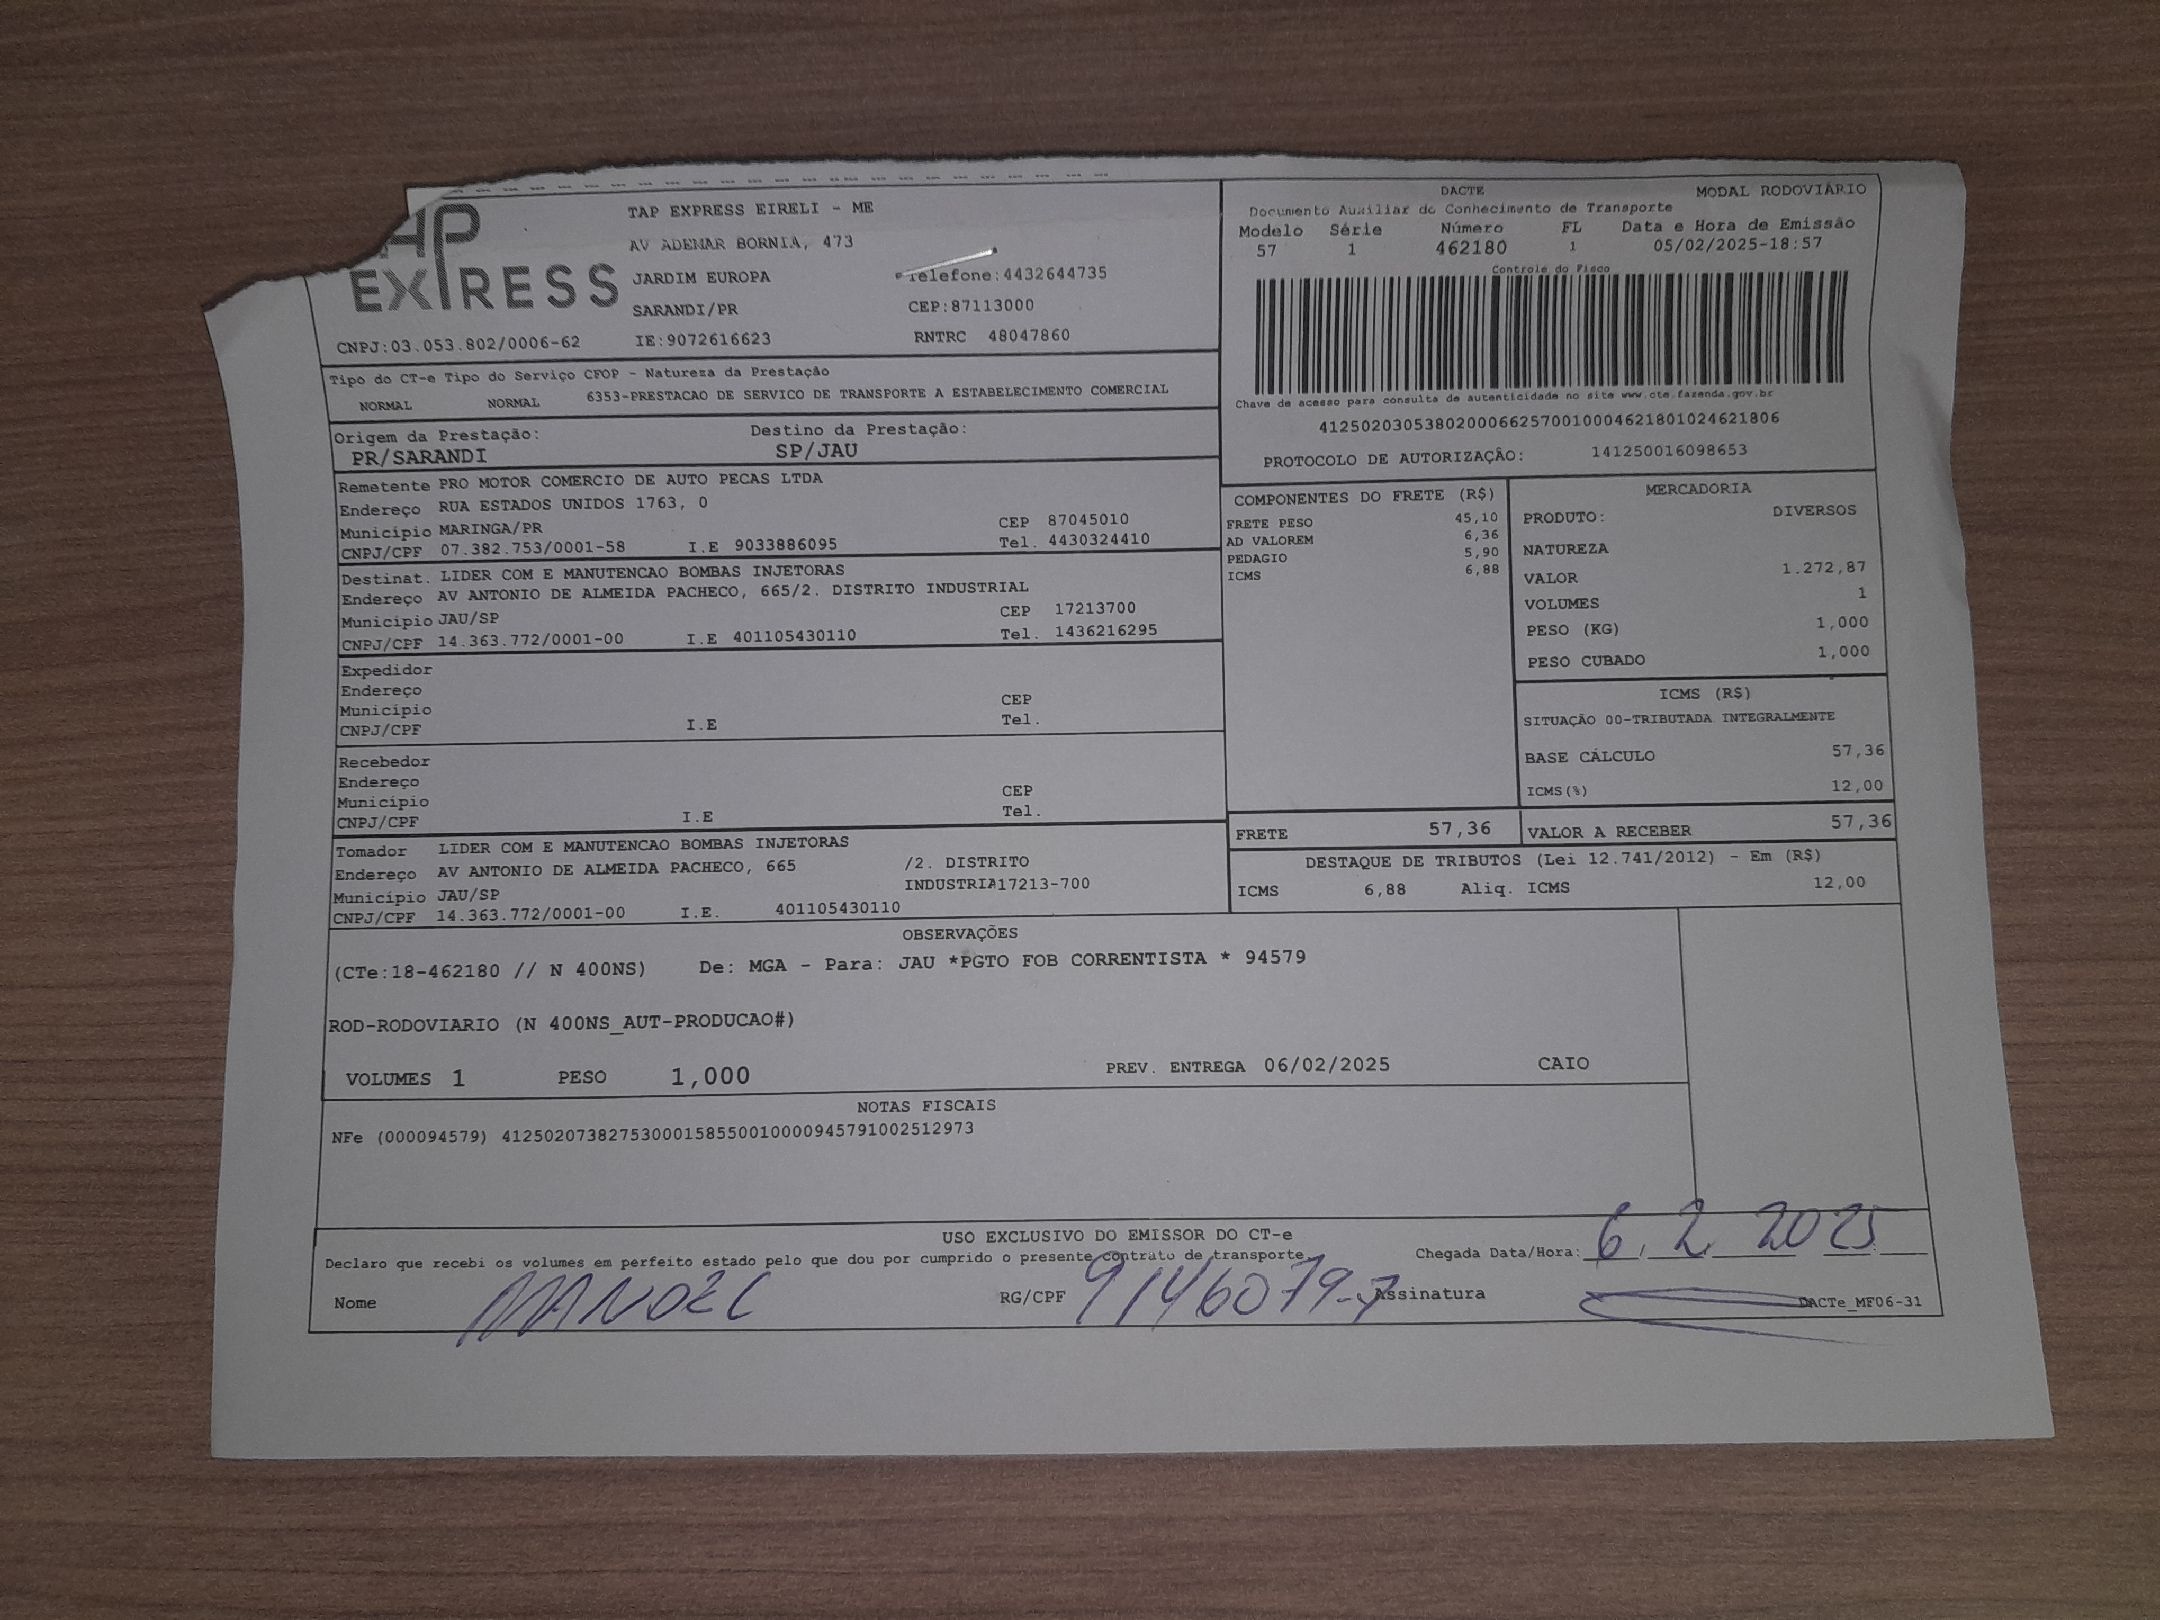 EXPRESS
TAP EXPRESS EIRELI - ME
AV ADEMAR BORNIA, 473
JARDIM EUROPA Telefone:4432644735
SARANDI/PR CEP:87113000
CNPJ:03.053.802/0006-62 IE:9072616623 RNTRC 48047860
DACTE MODAL RODOVIÁRIO
Documento Auxiliar do Conhecimento de Transporte
Modelo Série Número FL Data e Hora de Emissão
57 1 462180 1 05/02/2025-18:57
Controle do Fisco
Chave de acesso para consulta de autenticidade no site www.cte.fazenda.gov.br
41250203053802000662570010004621801024621806
PROTOCOLO DE AUTORIZAÇÃO: 141250016098653
Tipo do CT-e Tipo do Serviço CFOP - Natureza da Prestação
NORMAL NORMAL 6353-PRESTACAO DE SERVICO DE TRANSPORTE A ESTABELECIMENTO COMERCIAL
Origem da Prestação: Destino da Prestação:
PR/SARANDI SP/JAU
Remetente PRO MOTOR COMERCIO DE AUTO PECAS LTDA
Endereço RUA ESTADOS UNIDOS 1763, 0
Município MARINGA/PR CEP 87045010
CNPJ/CPF 07.382.753/0001-58 I.E 9033886095 Tel. 4430324410
Destinat. LIDER COM E MANUTENCAO BOMBAS INJETORAS
Endereço AV ANTONIO DE ALMEIDA PACHECO, 665/2. DISTRITO INDUSTRIAL
Município JAU/SP CEP 17213700
CNPJ/CPF 14.363.772/0001-00 I.E 401105430110 Tel. 1436216295
Expedidor
Endereço
Município CEP
CNPJ/CPF I.E Tel.
Recebedor
Endereço
Município CEP
CNPJ/CPF I.E Tel.
Tomador LIDER COM E MANUTENCAO BOMBAS INJETORAS
Endereço AV ANTONIO DE ALMEIDA PACHECO, 665 /2. DISTRITO
Município JAU/SP INDUSTRIA17213-700
CNPJ/CPF 14.363.772/0001-00 I.E. 401105430110
COMPONENTES DO FRETE (R$)
FRETE PESO 45,10
AD VALOREM 6,36
PEDAGIO 5,90
ICMS 6,88
MERCADORIA
PRODUTO: DIVERSOS
NATUREZA
VALOR 1.272,87
VOLUMES 1
PESO (KG) 1,000
PESO CUBADO 1,000
ICMS (R$)
SITUAÇÃO 00-TRIBUTADA INTEGRALMENTE
BASE CÁLCULO 57,36
ICMS(%) 12,00
FRETE 57,36 VALOR A RECEBER 57,36
DESTAQUE DE TRIBUTOS (Lei 12.741/2012) - Em (R$)
ICMS 6,88 Aliq. ICMS 12,00
OBSERVAÇÕES
(CTe:18-462180 // N 400NS) De: MGA - Para: JAU *PGTO FOB CORRENTISTA * 94579
ROD-RODOVIARIO (N 400NS_AUT-PRODUCAO#)
VOLUMES 1 PESO 1,000 PREV. ENTREGA 06/02/2025 CAIO
NOTAS FISCAIS
NFe (000094579) 41250207382753000158550010000945791002512973
USO EXCLUSIVO DO EMISSOR DO CT-e
Declaro que recebi os volumes em perfeito estado pelo que dou por cumprido o presente contrato de transporte. Chegada Data/Hora: 6 2 2025
Nome MANOEL RG/CPF 9146079-7 Assinatura DACTe_MF06-31